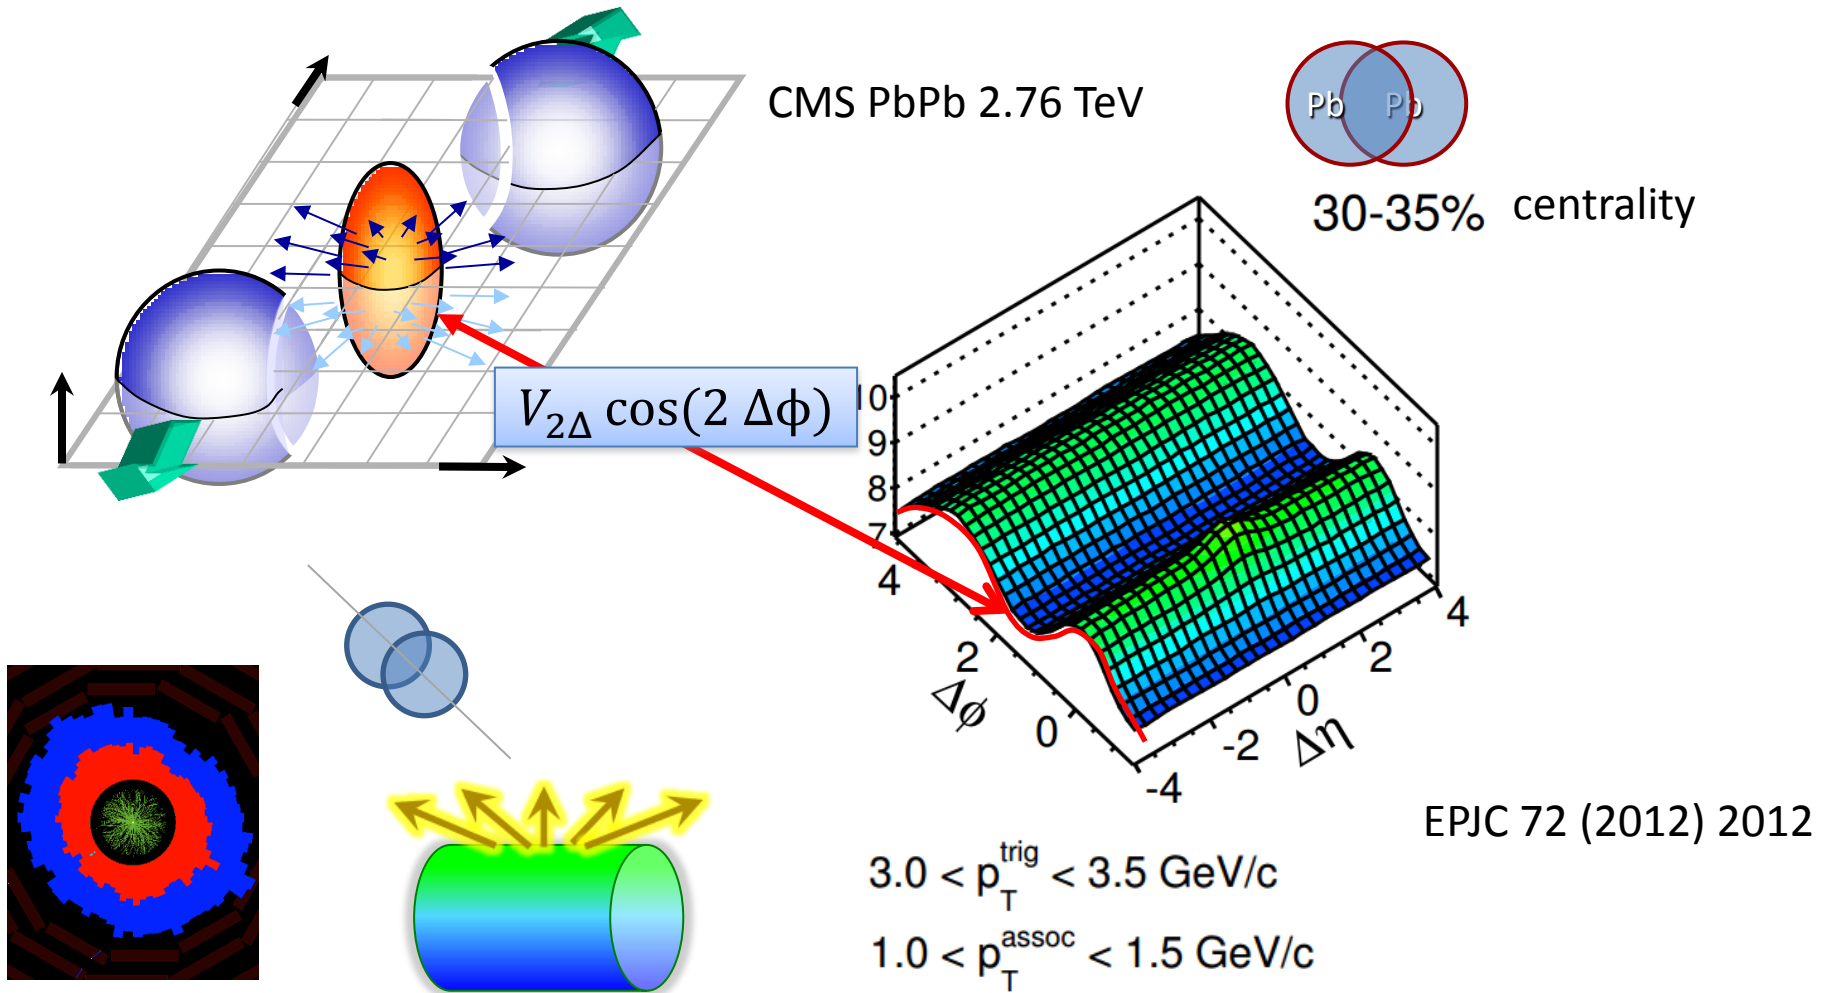 CMS PbPb 2.76 TeV
Pb Pb
30-35% centrality
V2Δ cos(2 Δϕ)
10
9
8
7
4
2
0
Δϕ
-4
-2
0
2
4
Δη
EPJC 72 (2012) 2012
3.0 < p_T^trig < 3.5 GeV/c
1.0 < p_T^assoc < 1.5 GeV/c